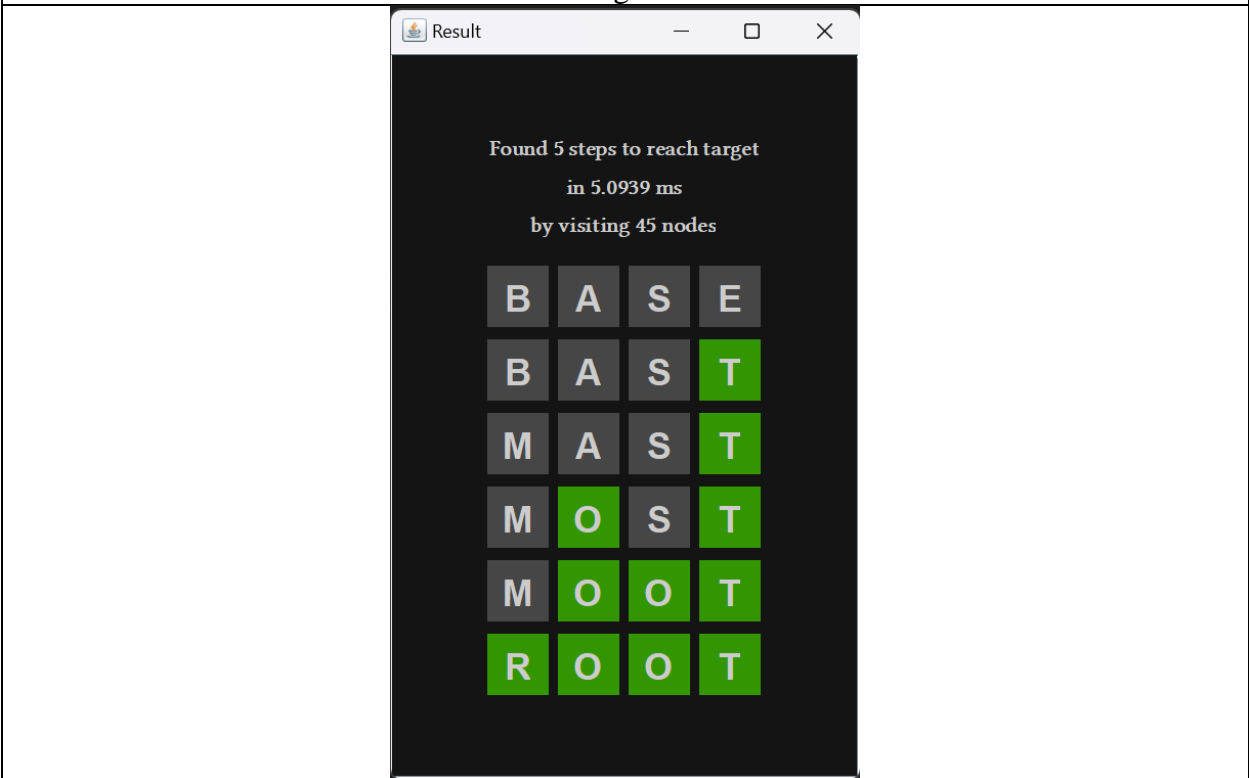 Result
Found 5 steps to reach target
in 5.0939 ms
by visiting 45 nodes
B A S E
B A S T
M A S T
M O S T
M O O T
R O O T